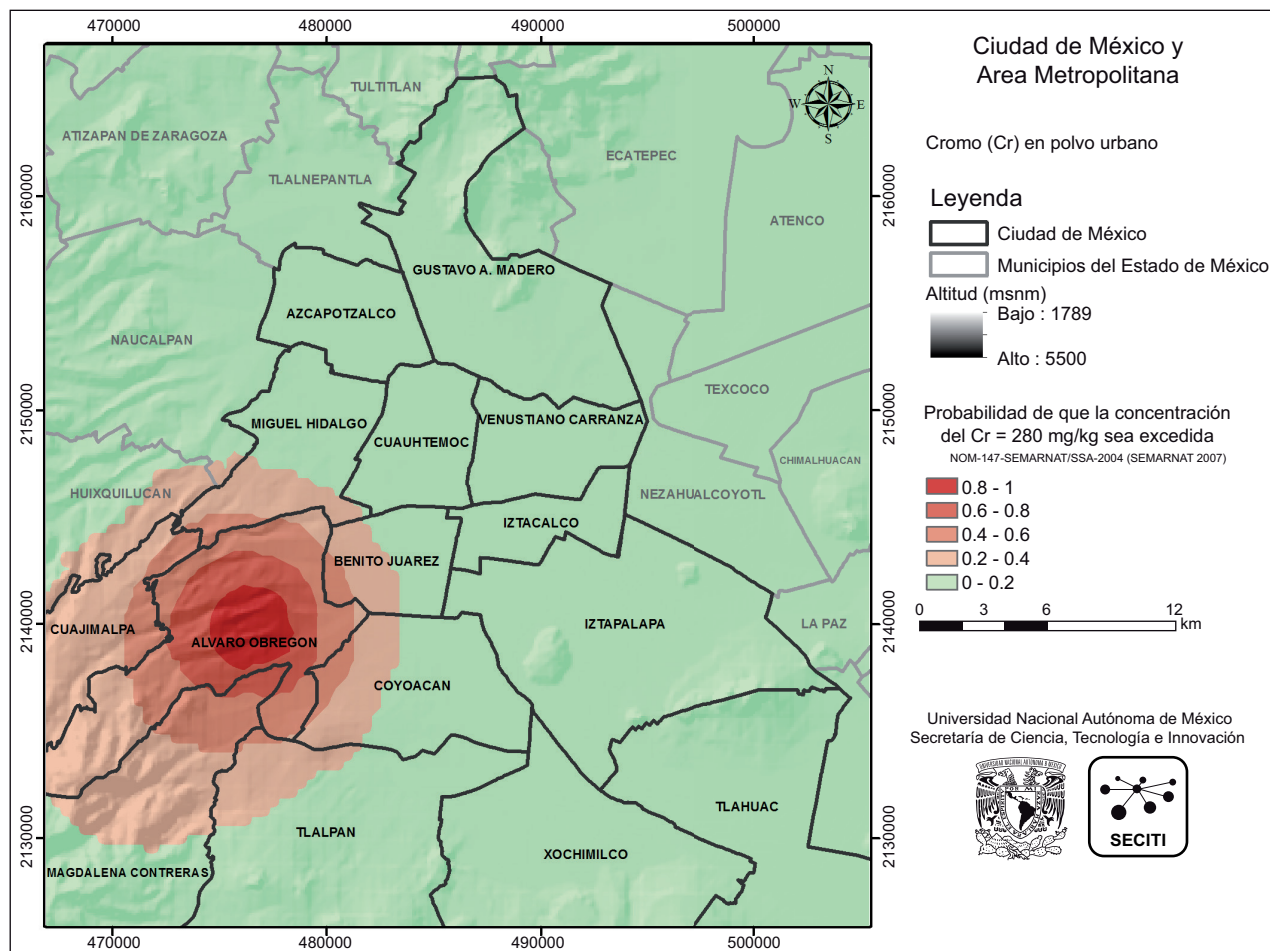 470000
480000
490000
500000
2160000
2150000
2140000
2130000
2160000
2150000
2140000
2130000
470000
480000
490000
500000
TULTITLAN
ATIZAPAN DE ZARAGOZA
ECATEPEC
TLALNEPANTLA
ATENCO
GUSTAVO A. MADERO
AZCAPOTZALCO
NAUCALPAN
TEXCOCO
MIGUEL HIDALGO
VENUSTIANO CARRANZA
CUAUHTEMOC
CHIMALHUACAN
HUIXQUILUCAN
NEZAHUALCOYOTL
IZTACALCO
BENITO JUAREZ
CUAJIMALPA
IZTAPALAPA
LA PAZ
ALVARO OBREGON
COYOACAN
TLAHUAC
TLALPAN
XOCHIMILCO
MAGDALENA CONTRERAS
Ciudad de México y
Area Metropolitana
N
W
E
S
Cromo (Cr) en polvo urbano
Leyenda
Ciudad de México
Municipios del Estado de México
Altitud (msnm)
Bajo : 1789
Alto : 5500
Probabilidad de que la concentración
del Cr = 280 mg/kg sea excedida
NOM-147-SEMARNAT/SSA-2004 (SEMARNAT 2007)
0.8 - 1
0.6 - 0.8
0.4 - 0.6
0.2 - 0.4
0 - 0.2
0 3 6 12
km
Universidad Nacional Autónoma de México
Secretaría de Ciencia, Tecnología e Innovación
SECITI